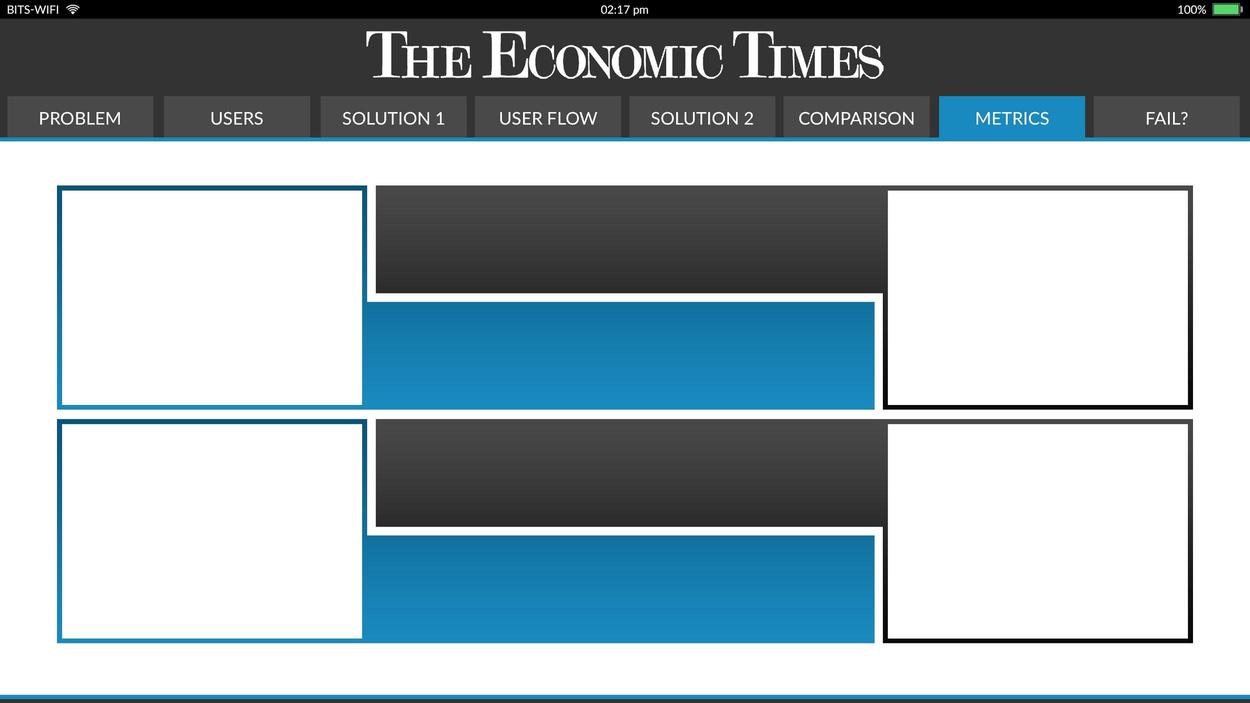 BITS-WIFI 02:17 pm 100%
THE ECONOMIC TIMES
PROBLEM USERS SOLUTION 1 USER FLOW SOLUTION 2 COMPARISON METRICS FAIL?